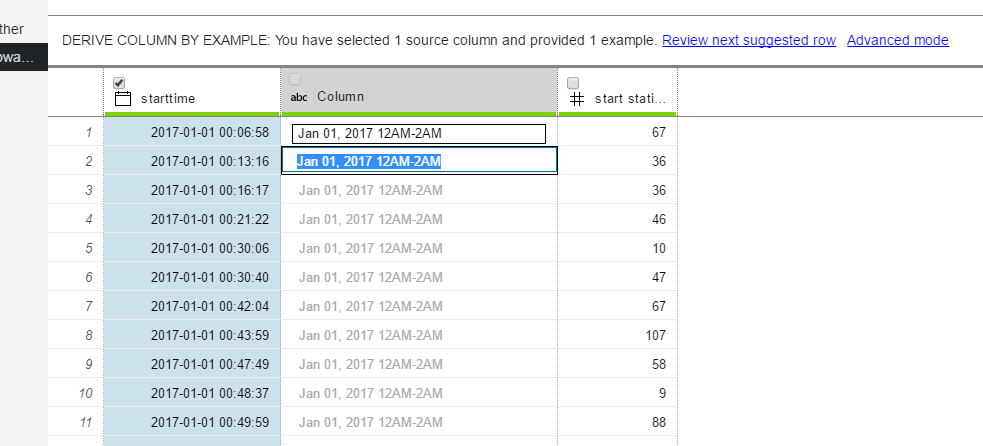 ther
DERIVE COLUMN BY EXAMPLE: You have selected 1 source column and provided 1 example. Review next suggested row Advanced mode
owa...
starttime abc Column start stati...
1 2017-01-01 00:06:58 Jan 01, 2017 12AM-2AM 67
2 2017-01-01 00:13:16 Jan 01, 2017 12AM-2AM 36
3 2017-01-01 00:16:17 Jan 01, 2017 12AM-2AM 36
4 2017-01-01 00:21:22 Jan 01, 2017 12AM-2AM 46
5 2017-01-01 00:30:06 Jan 01, 2017 12AM-2AM 10
6 2017-01-01 00:30:40 Jan 01, 2017 12AM-2AM 47
7 2017-01-01 00:42:04 Jan 01, 2017 12AM-2AM 67
8 2017-01-01 00:43:59 Jan 01, 2017 12AM-2AM 107
9 2017-01-01 00:47:49 Jan 01, 2017 12AM-2AM 58
10 2017-01-01 00:48:37 Jan 01, 2017 12AM-2AM 9
11 2017-01-01 00:49:59 Jan 01, 2017 12AM-2AM 88